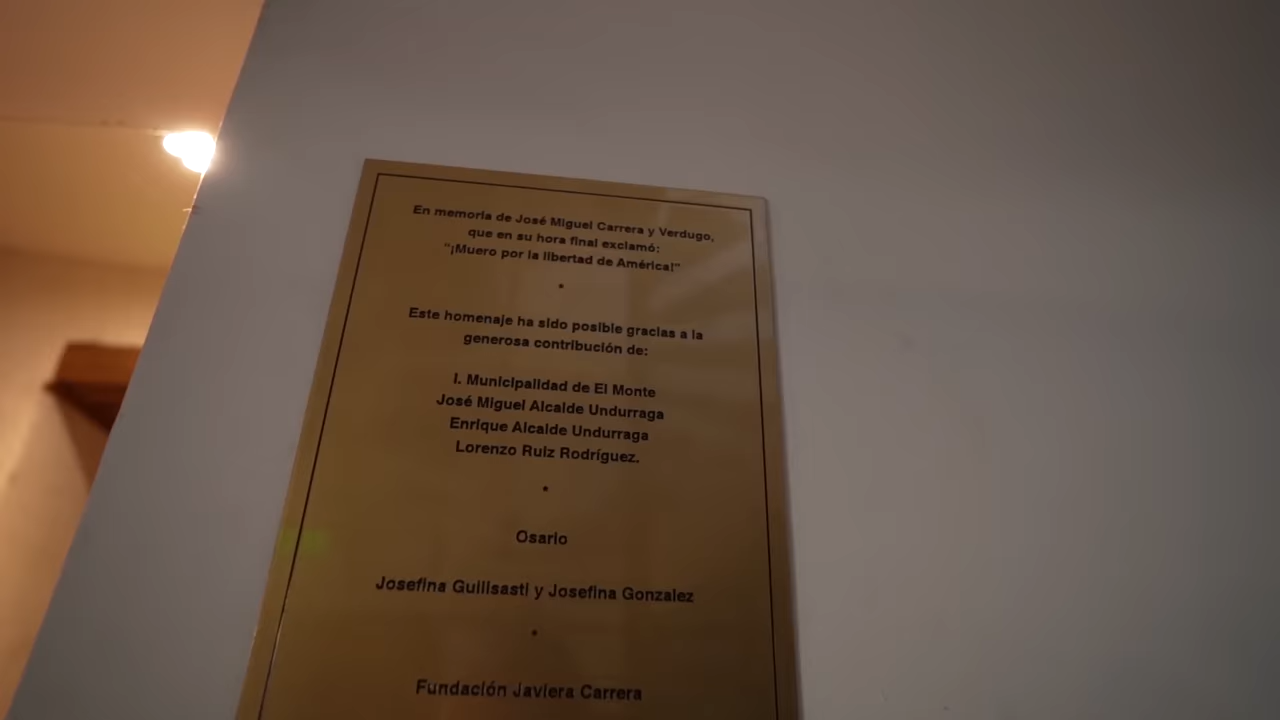 En memoria de José Miguel Carrera y Verdugo,
que en su hora final exclamó:
"¡Muero por la libertad de América!"
•
Este homenaje ha sido posible gracias a la
generosa contribución de:
I. Municipalidad de El Monte
José Miguel Alcalde Undurraga
Enrique Alcalde Undurraga
Lorenzo Ruiz Rodríguez.
•
Osario
Josefina Guilisasti y Josefina Gonzalez
•
Fundación Javiera Carrera